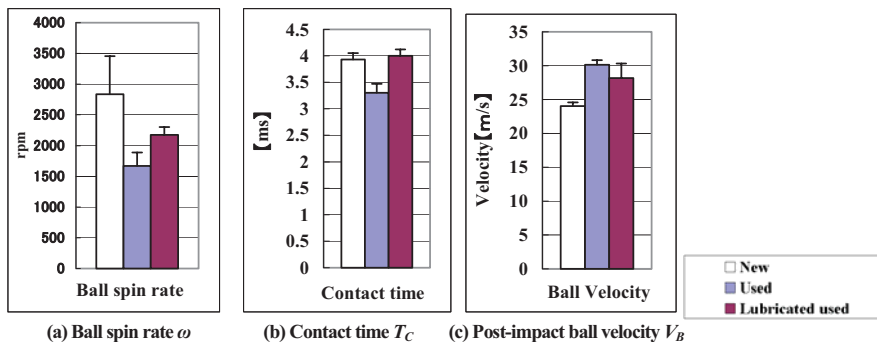 4000
3500
3000
2500
2000
1500
1000
500
0
rpm
Ball spin rate
(a) Ball spin rate ω
4.5
4
3.5
3
2.5
2
1.5
1
0.5
0
【ms】
Contact time
(b) Contact time T_C
40
35
30
25
20
15
10
5
0
Velocity【m/s】
Ball Velocity
(c) Post-impact ball velocity V_B
New
Used
Lubricated used